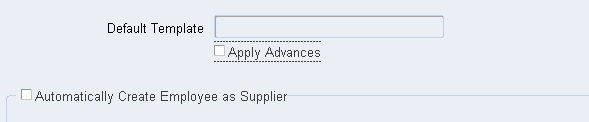 Default Template
Apply Advances
Automatically Create Employee as Supplier